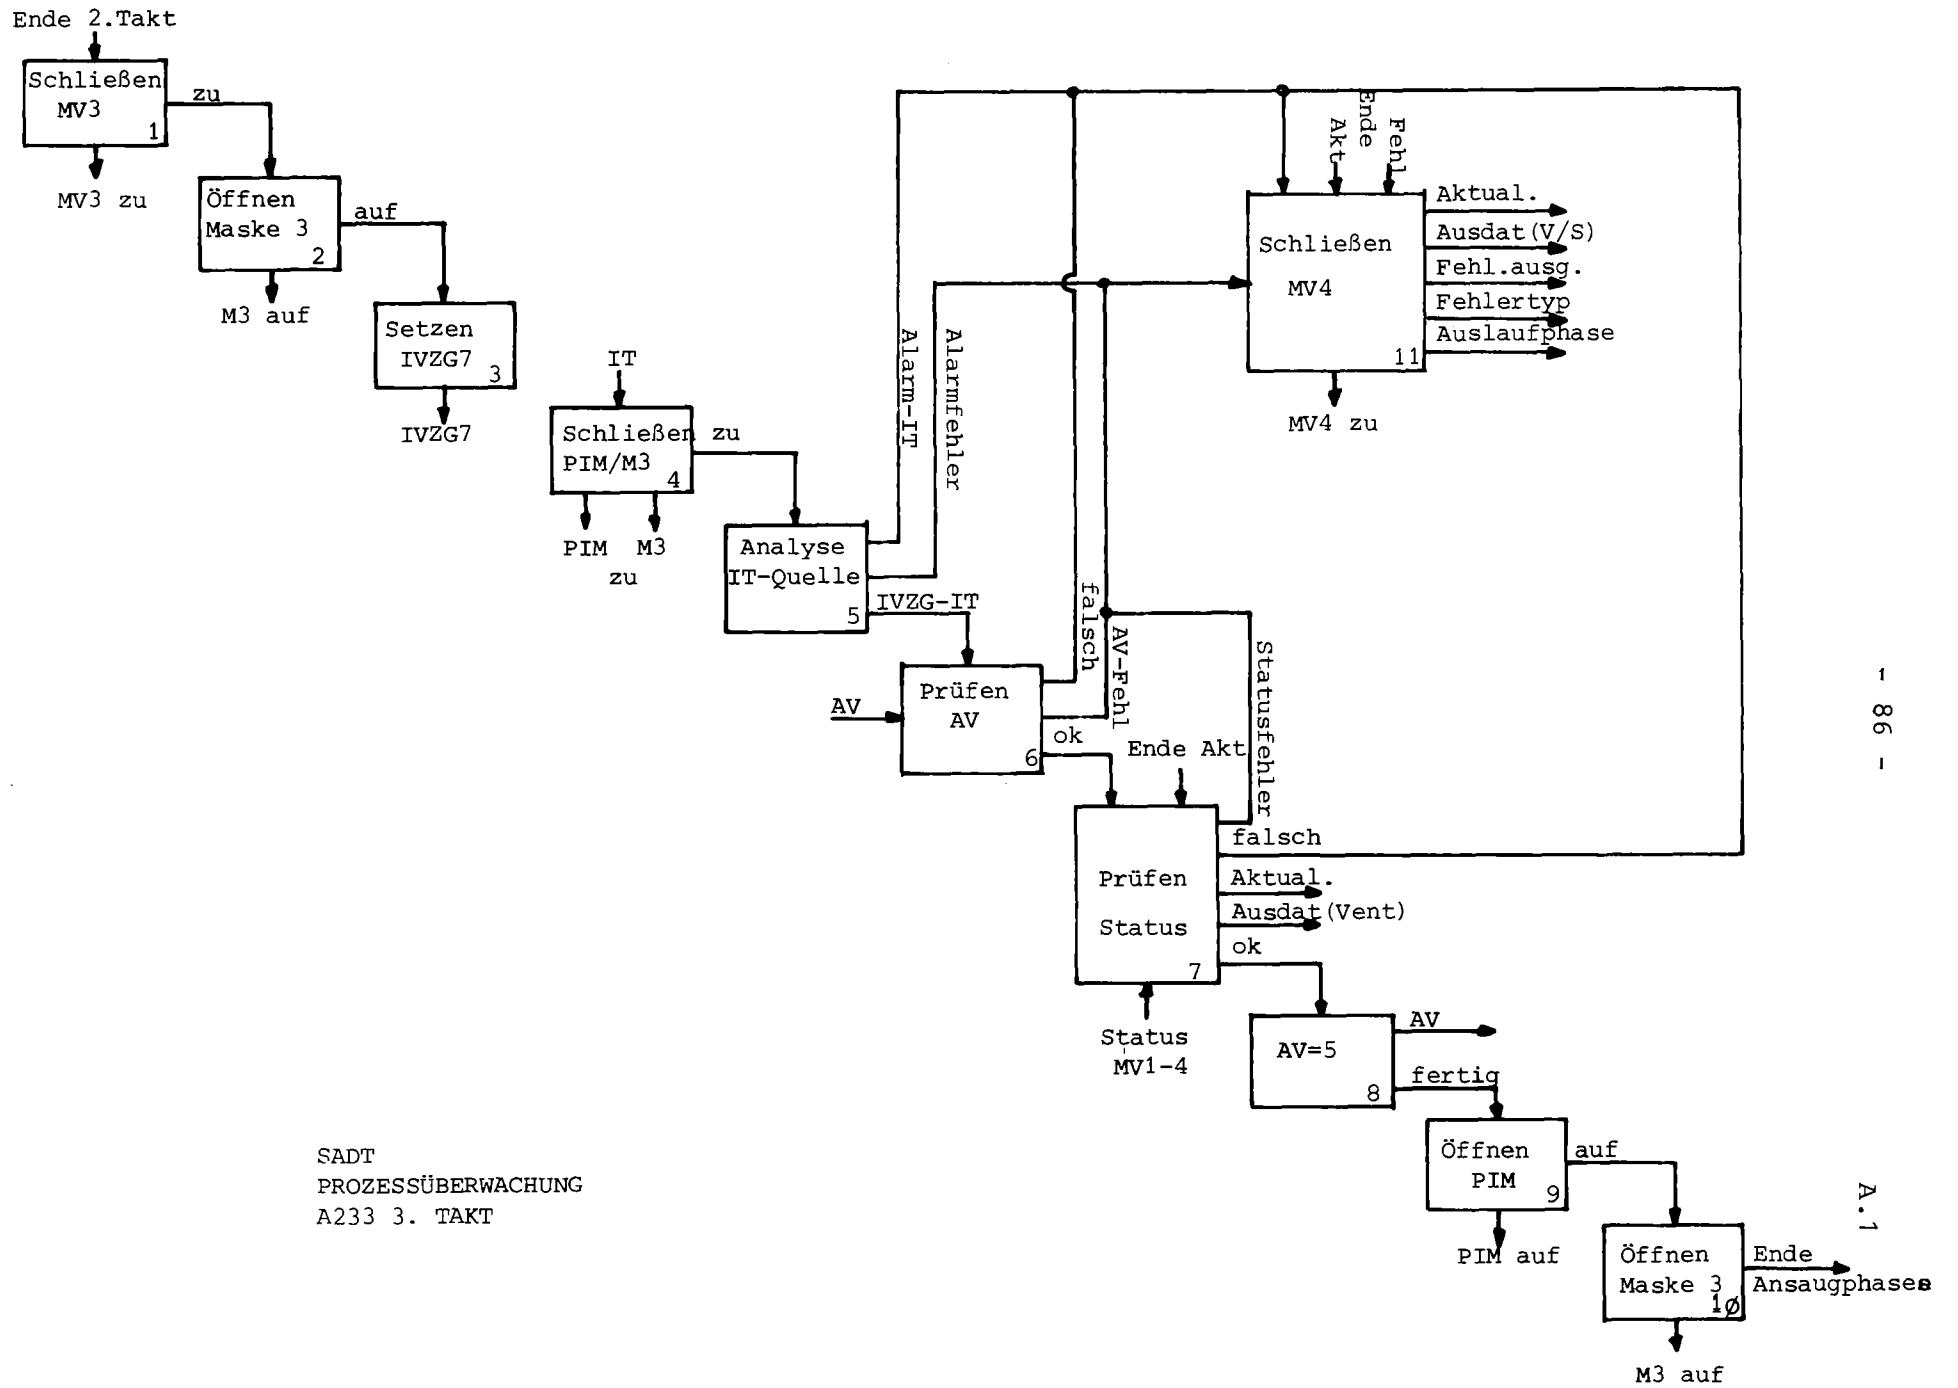 Ende 2.Takt
Schließen
MV3
1
zu
MV3 zu
Öffnen
Maske 3
2
auf
M3 auf
Setzen
IVZG7
3
IVZG7
IT
Schließen
PIM/M3
4
zu
PIM M3
zu
Analyse
IT-Quelle
5
Alarm-IT
Alarmfehler
IVZG-IT
AV
Prüfen
AV
6
falsch
AV-Fehl
ok
Ende Akt
Statusfehler
Prüfen
Status
7
falsch
Aktual.
Ausdat(Vent)
ok
Status
MV1-4
AV=5
8
AV
fertig
Öffnen
PIM
9
auf
PIM auf
Öffnen
Maske 3
1Ø
Ende
Ansaugphase
M3 auf
Ende
Akt
Fehl
Schließen
MV4
11
Aktual.
Ausdat(V/S)
Fehl.ausg.
Fehlertyp
Auslaufphase
MV4 zu
SADT
PROZESSÜBERWACHUNG
A233 3. TAKT
- 86 -
A.1